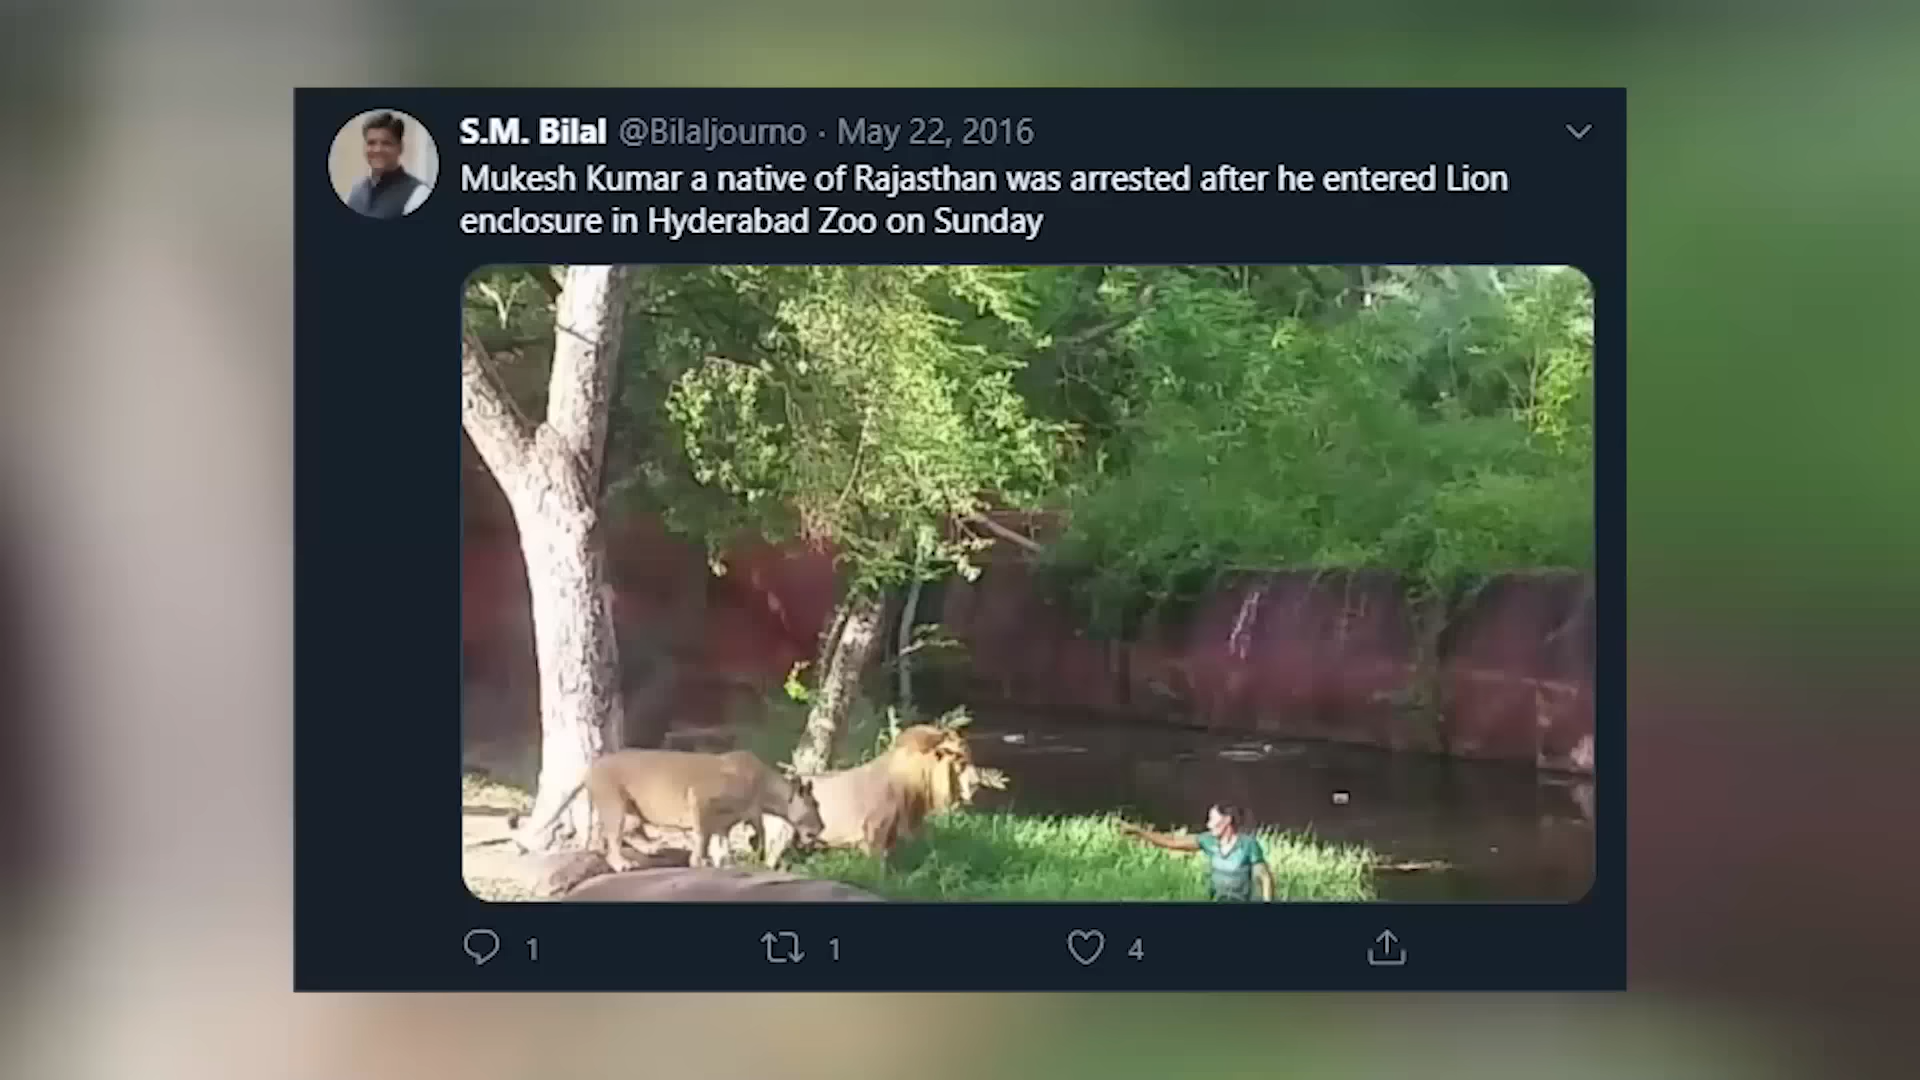 S.M. Bilal @Bilaljourno · May 22, 2016
Mukesh Kumar a native of Rajasthan was arrested after he entered Lion
enclosure in Hyderabad Zoo on Sunday
1 1 4